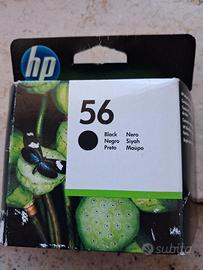 hp
56
Black Nero
Negro Siyah
Preto Μαύρο
subito